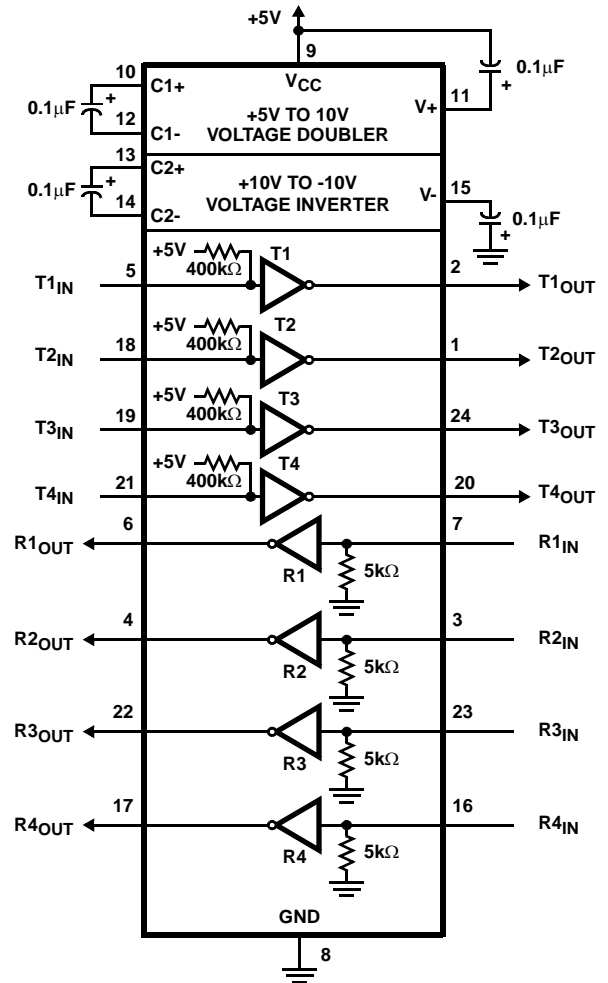 +5V
9
10
0.1μF
+
12
C1+
C1-
VCC
+5V TO 10V
VOLTAGE DOUBLER
V+
11
0.1μF
+
13
0.1μF
+
14
C2+
C2-
+10V TO -10V
VOLTAGE INVERTER
V-
15
0.1μF
+
T1IN
5
+5V
400kΩ
T1
2
T1OUT
T2IN
18
+5V
400kΩ
T2
1
T2OUT
T3IN
19
+5V
400kΩ
T3
24
T3OUT
T4IN
21
+5V
400kΩ
T4
20
T4OUT
R1OUT
6
R1
5kΩ
7
R1IN
R2OUT
4
R2
5kΩ
3
R2IN
R3OUT
22
R3
5kΩ
23
R3IN
R4OUT
17
R4
5kΩ
16
R4IN
GND
8